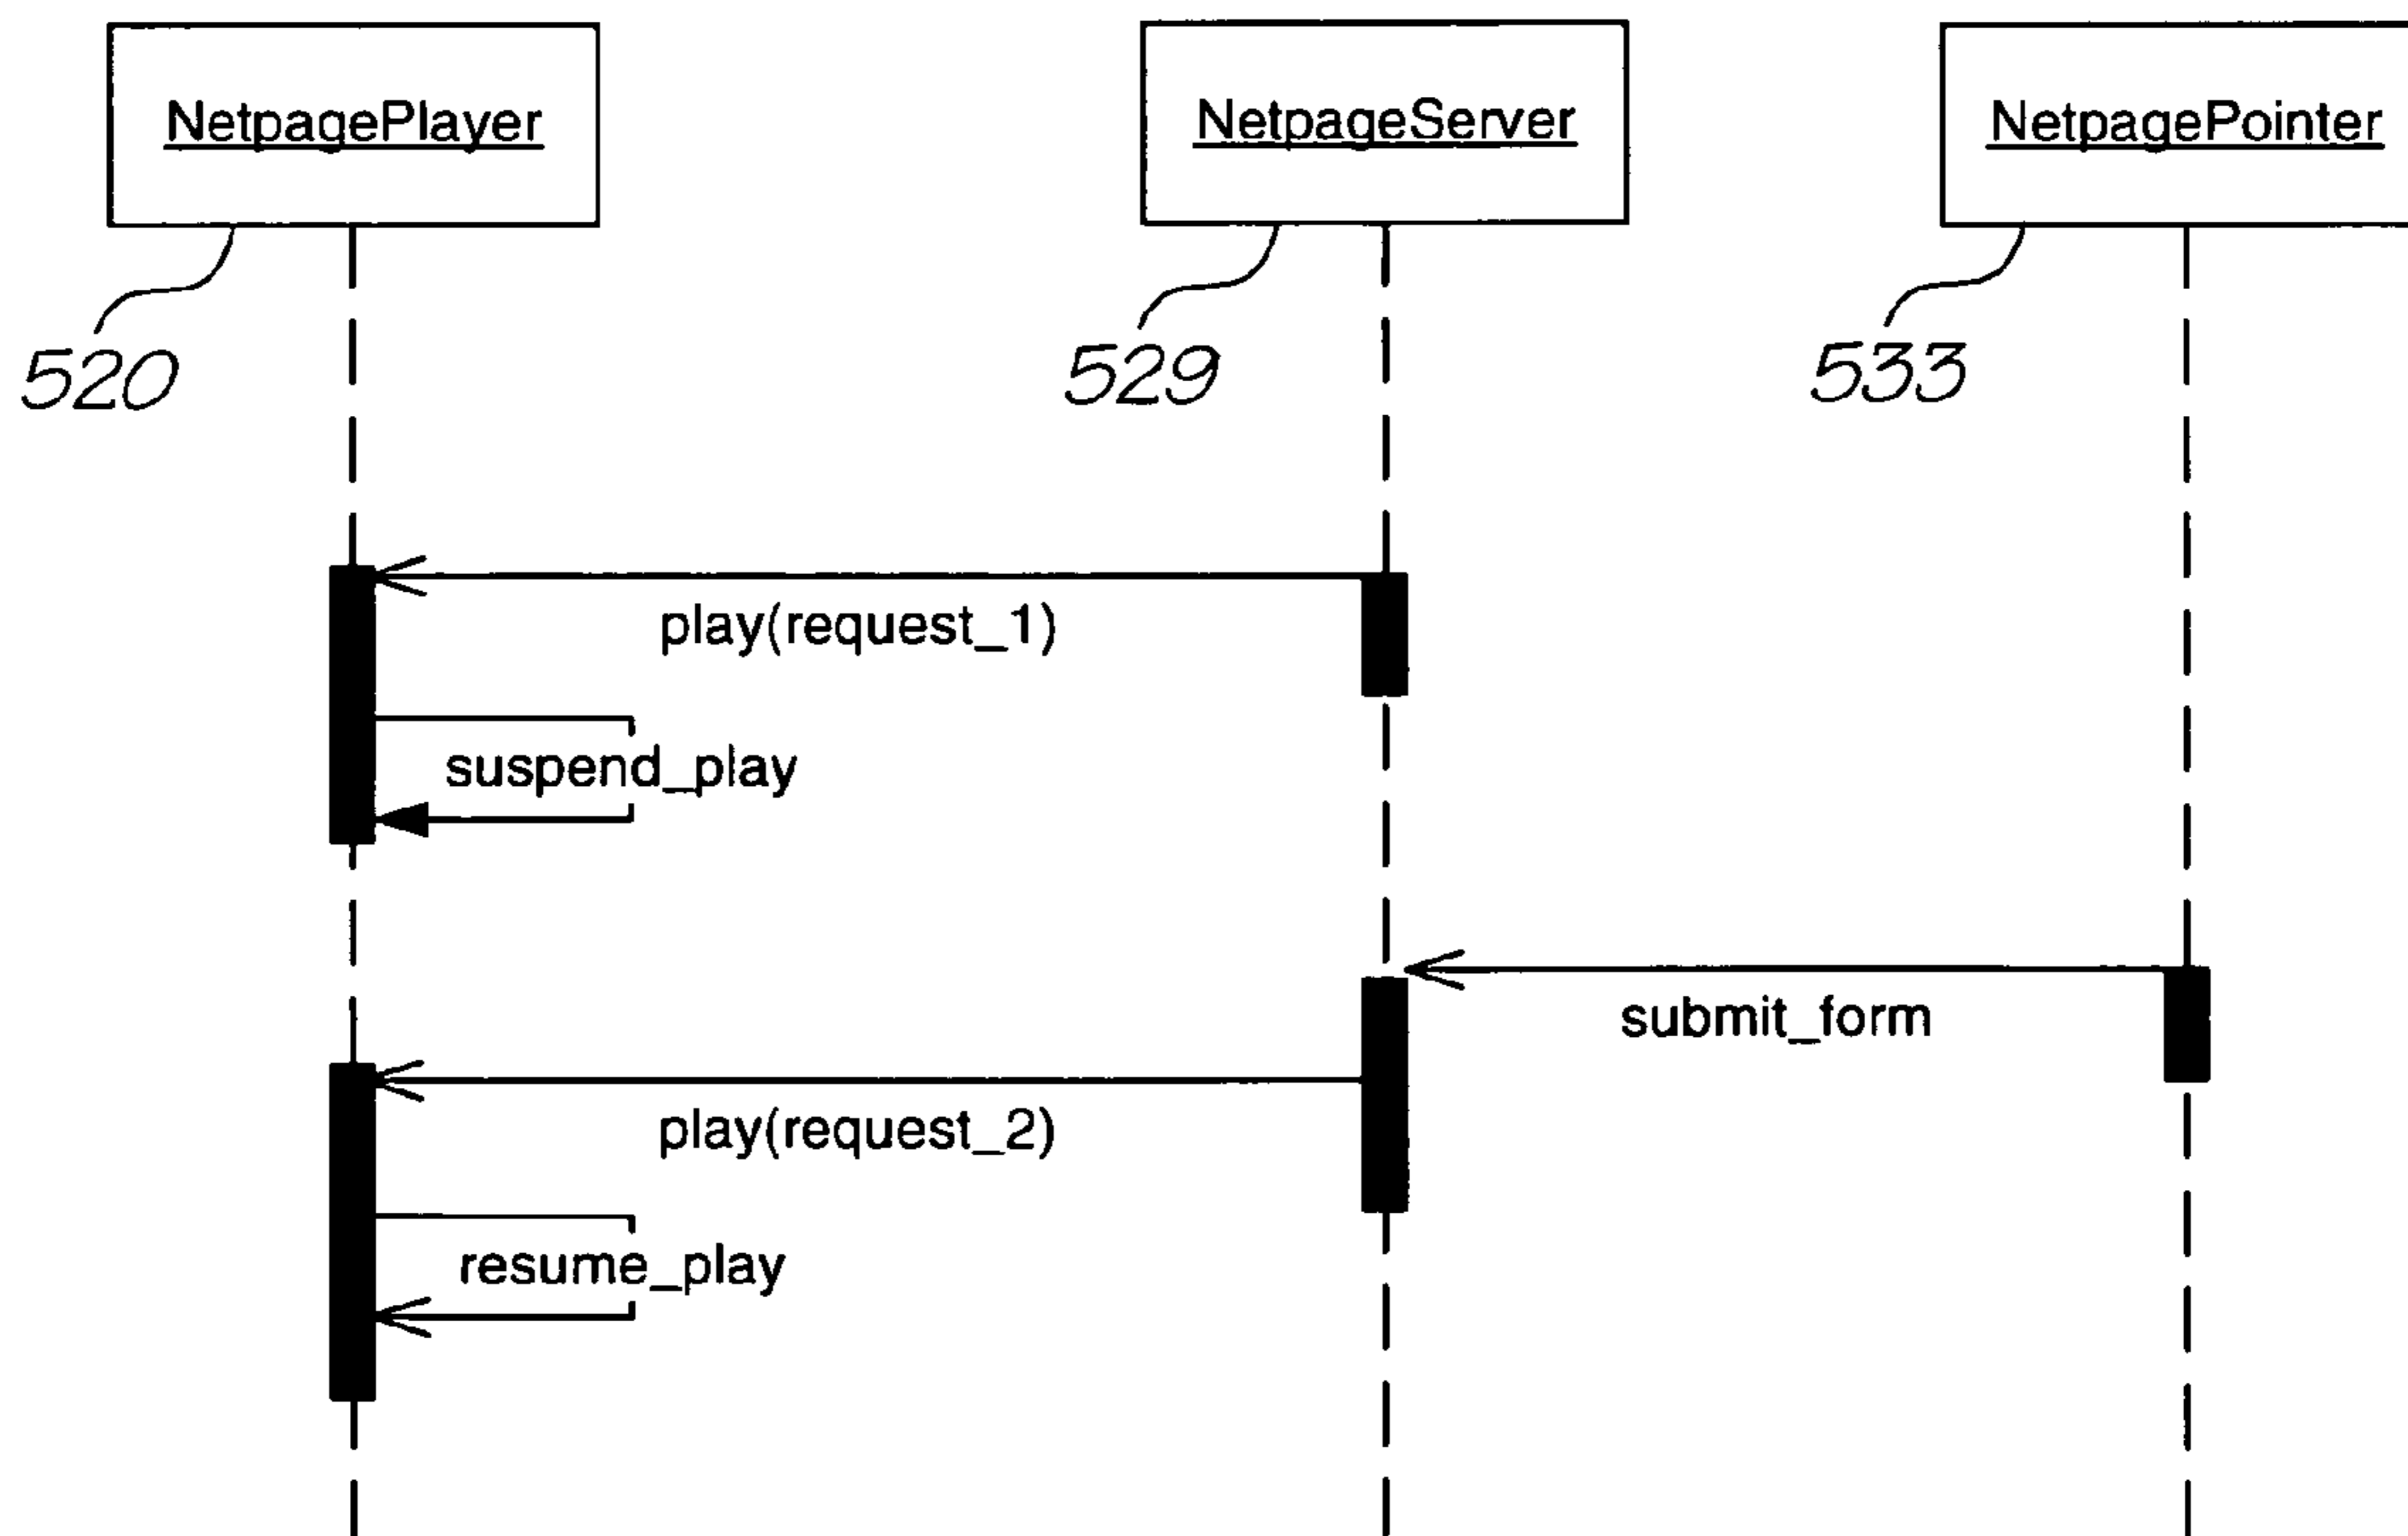 NetpagePlayer
NetpageServer
NetpagePointer
520
529
533
play(request_1)
suspend_play
submit_form
play(request_2)
resume_play